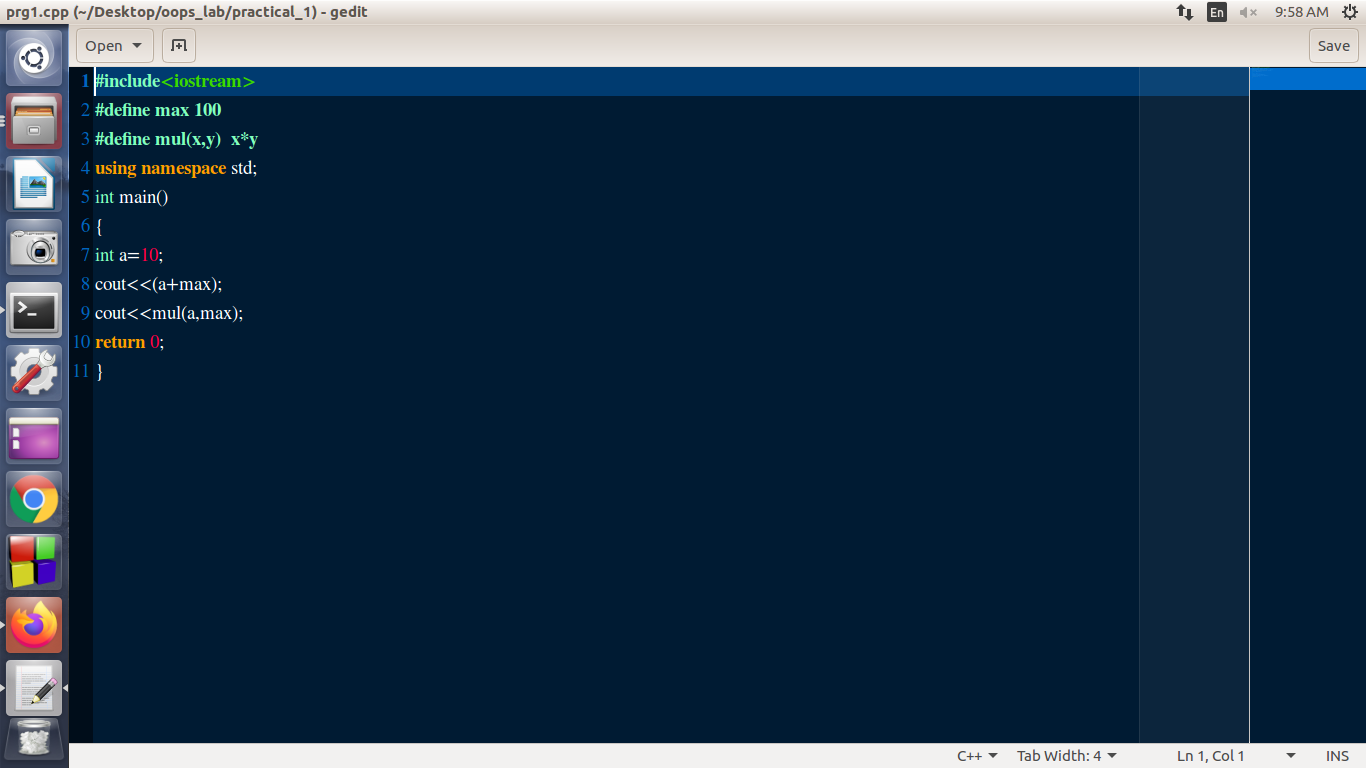 prg1.cpp (~/Desktop/oops_lab/practical_1) - gedit
En
9:58 AM
Open
Save
1 #include<iostream>
2 #define max 100
3 #define mul(x,y)  x*y
4 using namespace std;
5 int main()
6 {
7 int a=10;
8 cout<<(a+max);
9 cout<<mul(a,max);
10 return 0;
11 }
C++
Tab Width: 4
Ln 1, Col 1
INS